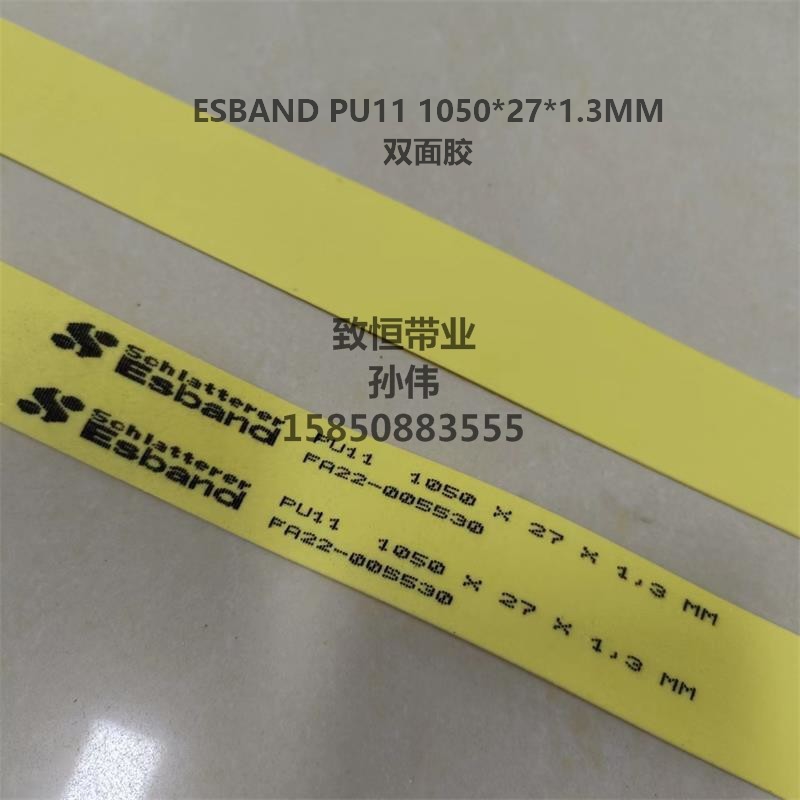 ESBAND PU11 1050*27*1.3MM
双面胶
致恒带业
孙伟
15850883555
Schlatterer
Esband
PU11 1050 X 27 X 1,3 MM
FA22-005530
Schlatterer
Esband
PU11 1050 X 27 X 1,3 MM
FA22-005530